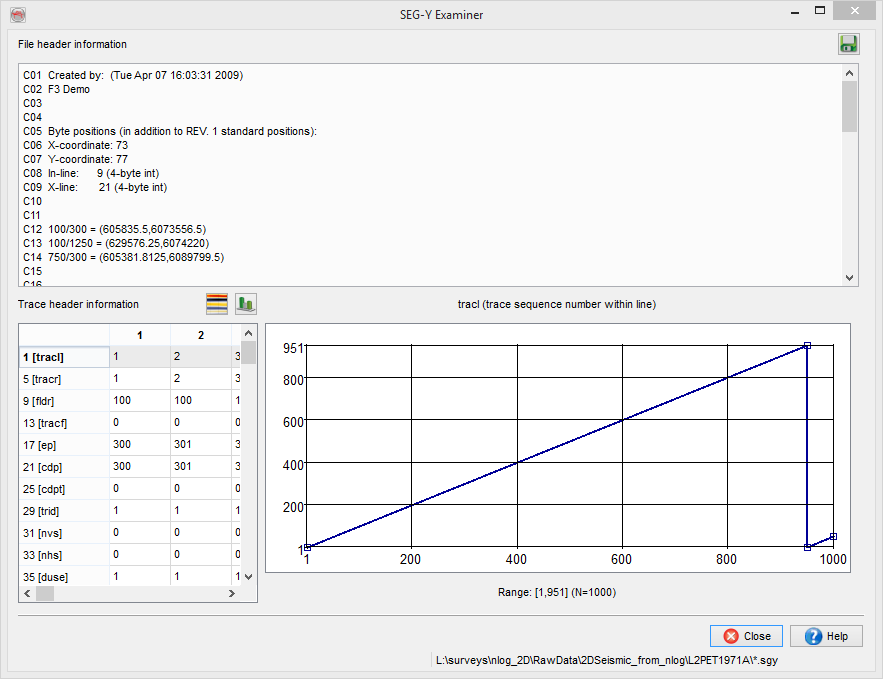 SEG-Y Examiner
File header information
C01 Created by: (Tue Apr 07 16:03:31 2009)
C02 F3 Demo
C03
C04
C05 Byte positions (in addition to REV. 1 standard positions):
C06 X-coordinate: 73
C07 Y-coordinate: 77
C08 In-line: 9 (4-byte int)
C09 X-line: 21 (4-byte int)
C10
C11
C12 100/300 = (605835.5,6073556.5)
C13 100/1250 = (629576.25,6074220)
C14 750/300 = (605381.8125,6089799.5)
C15
C16
Trace header information
1 2
1 [tracl] 1 2 3
5 [tracr] 1 2 3
9 [fldr] 100 100 1
13 [tracf] 0 0 0
17 [ep] 300 301 3
21 [cdp] 300 301 3
25 [cdpt] 0 0 0
29 [trid] 1 1 1
31 [nvs] 0 0 0
33 [nhs] 0 0 0
35 [duse] 1 1 1
tracl (trace sequence number within line)
951
800
600
400
200
1
1 200 400 600 800 1000
Range: [1,951] (N=1000)
Close Help
L:\surveys\nlog_2D\RawData\2DSeismic_from_nlog\L2PET1971A\*.sgy